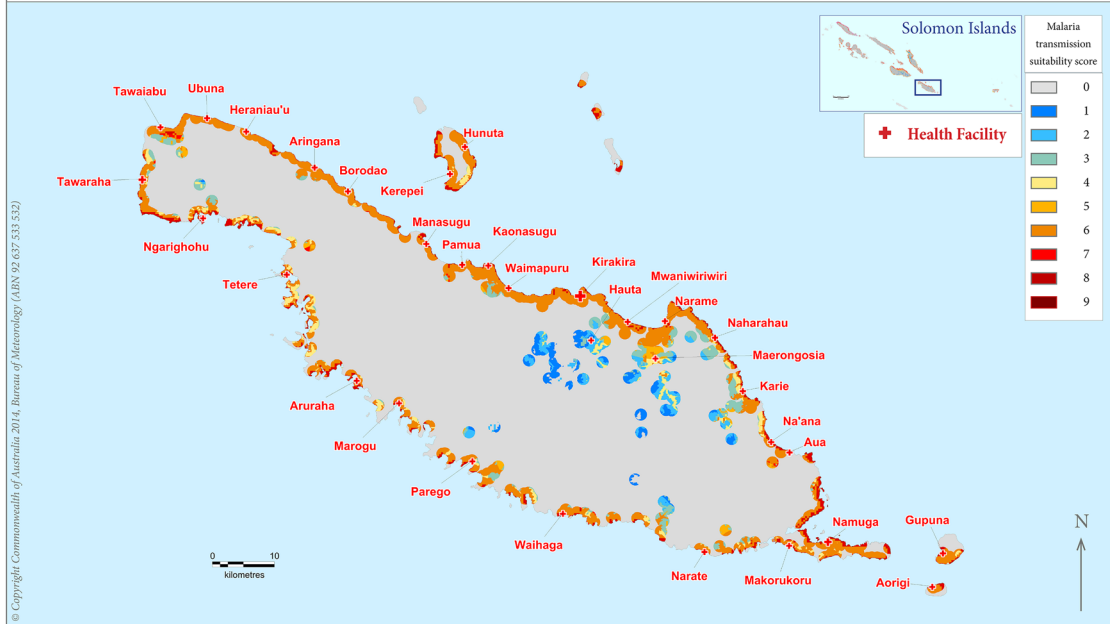 Solomon Islands
Health Facility
Malaria
transmission
suitability score
0
1
2
3
4
5
6
7
8
9
Tawaiabu
Ubuna
Heraniau'u
Aringana
Borodao
Hunuta
Kerepei
Tawaraha
Ngarighohu
Manasugu
Pamua
Kaonasugu
Waimapuru
Kirakira
Hauta
Mwaniwiriwiri
Narame
Naharahau
Maerongosia
Karie
Na'ana
Aua
Tetere
Aruraha
Marogu
Parego
Waihaga
Narate
Makorukoru
Namuga
Gupuna
Aorigi
0 10
kilometres
N
© Copyright Commonwealth of Australia 2014, Bureau of Meteorology (ABN 92 637 533 532)